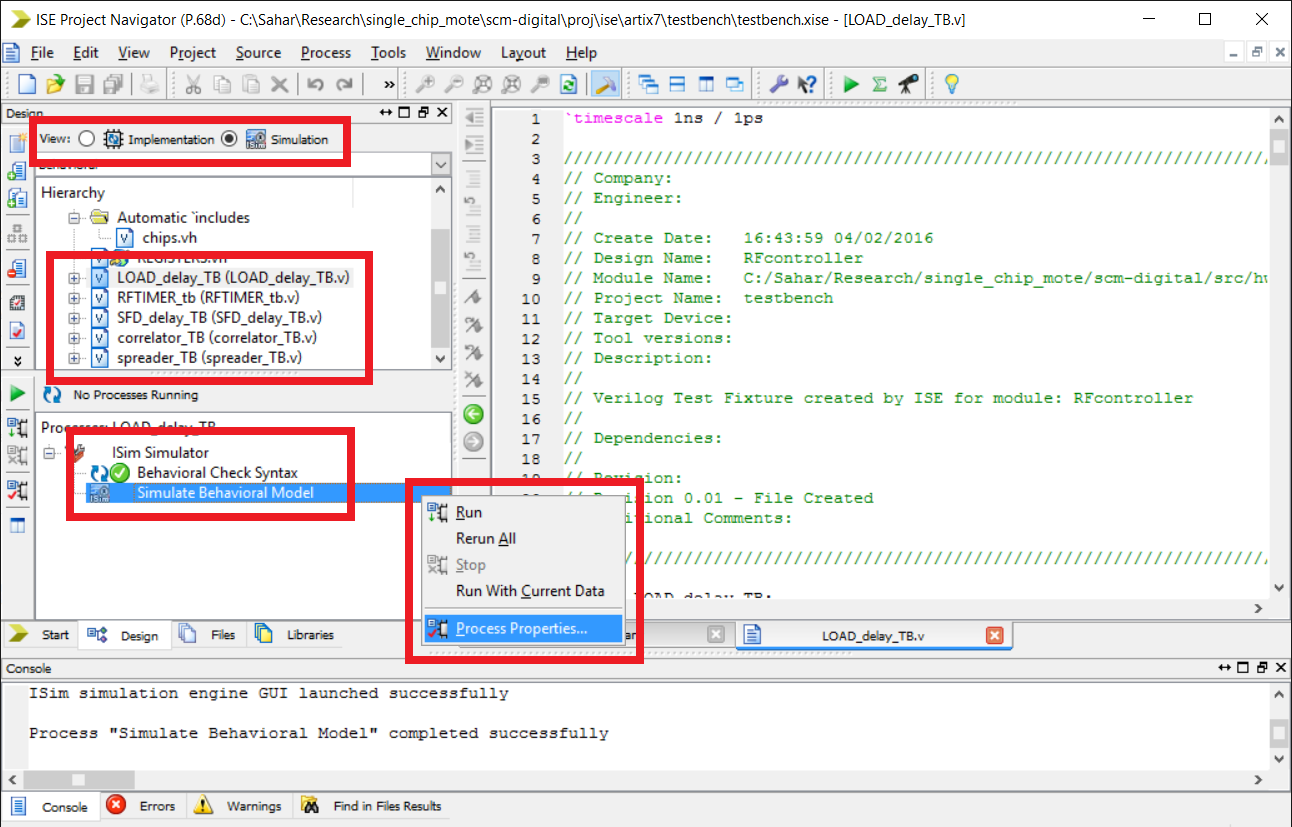 ISE Project Navigator (P.68d) - C:\Sahar\Research\single_chip_mote\scm-digital\proj\ise\artix7\testbench\testbench.xise - [LOAD_delay_TB.v]
File Edit View Project Source Process Tools Window Layout Help
»
Design
View: Implementation Simulation
Hierarchy
Automatic `includes
chips.vh
REGISTERS.vh
LOAD_delay_TB (LOAD_delay_TB.v)
RFTIMER_tb (RFTIMER_tb.v)
SFD_delay_TB (SFD_delay_TB.v)
correlator_TB (correlator_TB.v)
spreader_TB (spreader_TB.v)
No Processes Running
Processes: LOAD_delay_TB
ISim Simulator
Behavioral Check Syntax
Simulate Behavioral Model
Run
Rerun All
Stop
Run With Current Data
Process Properties...
1 `timescale 1ns / 1ps
2
3 ////////////////////////////////////////////////////////////////////////
4 // Company:
5 // Engineer:
6 //
7 // Create Date: 16:43:59 04/02/2016
8 // Design Name: RFcontroller
9 // Module Name: C:/Sahar/Research/single_chip_mote/scm-digital/src/hw
10 // Project Name: testbench
11 // Target Device:
12 // Tool versions:
13 // Description:
14 //
15 // Verilog Test Fixture created by ISE for module: RFcontroller
16 //
17 // Dependencies:
18 //
19 // Revision:
// Revision 0.01 - File Created
itional Comments:
////////////////////////////////////////////////////////////////
LOAD_delay_TB;
Start Design Files Libraries
LOAD_delay_TB.v
Console
ISim simulation engine GUI launched successfully
Process "Simulate Behavioral Model" completed successfully
Console Errors Warnings Find in Files Results